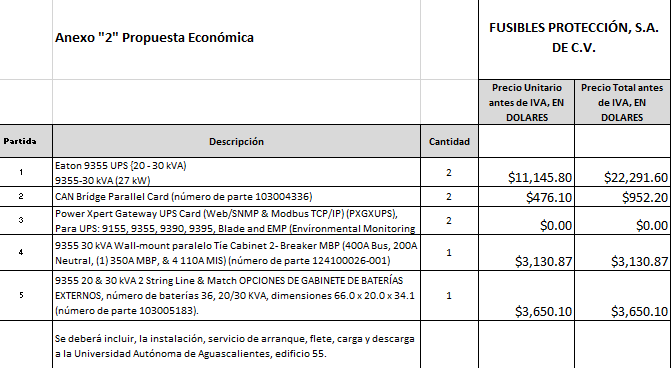 Anexo "2" Propuesta Económica
FUSIBLES PROTECCIÓN, S.A.
DE C.V.
Precio Unitario
antes de IVA, EN
DOLARES
Precio Total antes
de IVA, EN
DOLARES
Partida
Descripción
Cantidad
1
Eaton 9355 UPS (20 - 30 kVA)
9355-30 kVA (27 kW)
2
$11,145.80
$22,291.60
2
CAN Bridge Parallel Card (número de parte 103004336)
2
$476.10
$952.20
3
Power Xpert Gateway UPS Card (Web/SNMP & Modbus TCP/IP) (PXGXUPS),
Para UPS: 9155, 9355, 9390, 9395, Blade and EMP (Environmental Monitoring
2
$0.00
$0.00
4
9355 30 kVA Wall-mount paralelo Tíe Cabinet 2- Breaker MBP (400A Bus, 200A
Neutral, (1) 350A MBP, & 4 110A MIS) (número de parte 124100026-001)
1
$3,130.87
$3,130.87
5
9355 20 & 30 kVA 2 String Line & Match OPCIONES DE GABINETE DE BATERÍAS
EXTERNOS, número de baterías 36, 20/30 KVA, dimensiones 66.0 x 20.0 x 34.1
(número de parte 103005183).
1
$3,650.10
$3,650.10
Se deberá incluir, la instalación, servicio de arranque, flete, carga y descarga
a la Universidad Autónoma de Aguascalientes, edificio 55.